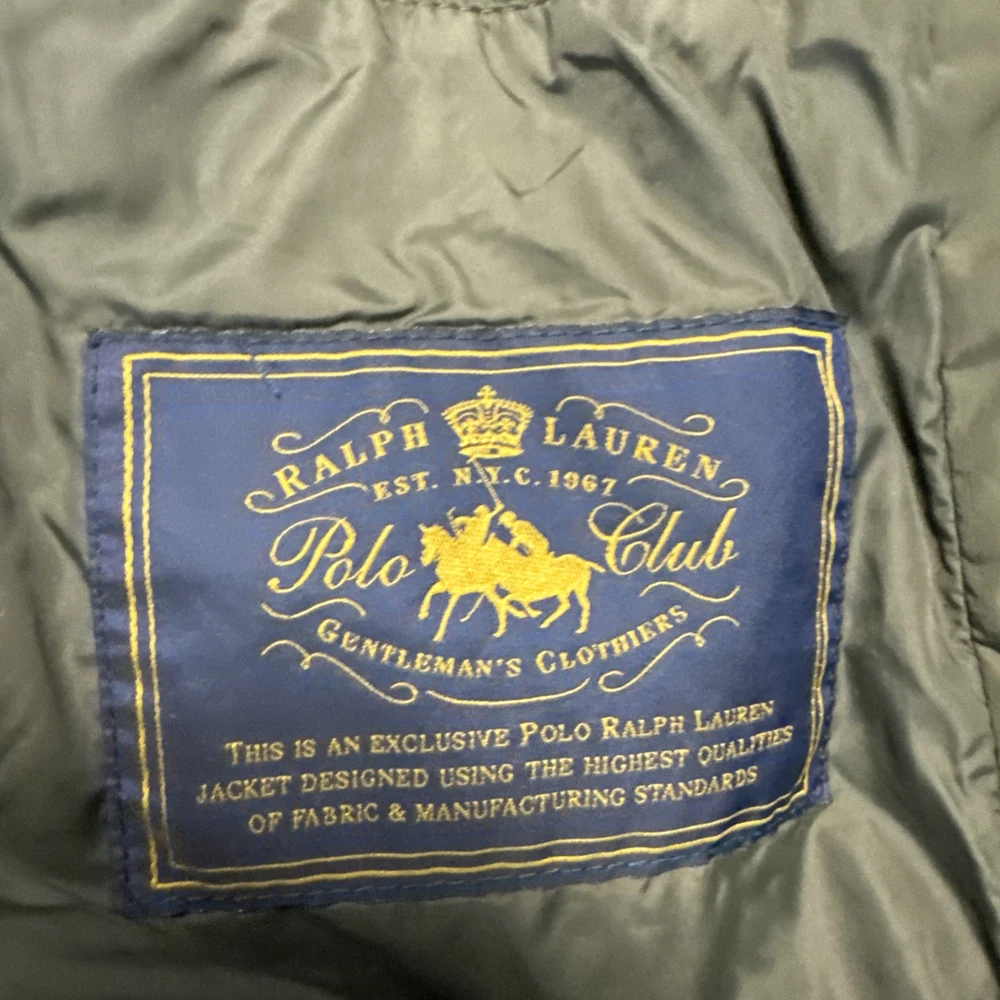 RALPH LAUREN
EST. N.Y.C. 1967
Polo Club
GENTLEMAN'S CLOTHIERS
THIS IS AN EXCLUSIVE POLO RALPH LAUREN
JACKET DESIGNED USING THE HIGHEST QUALITIES
OF FABRIC & MANUFACTURING STANDARDS